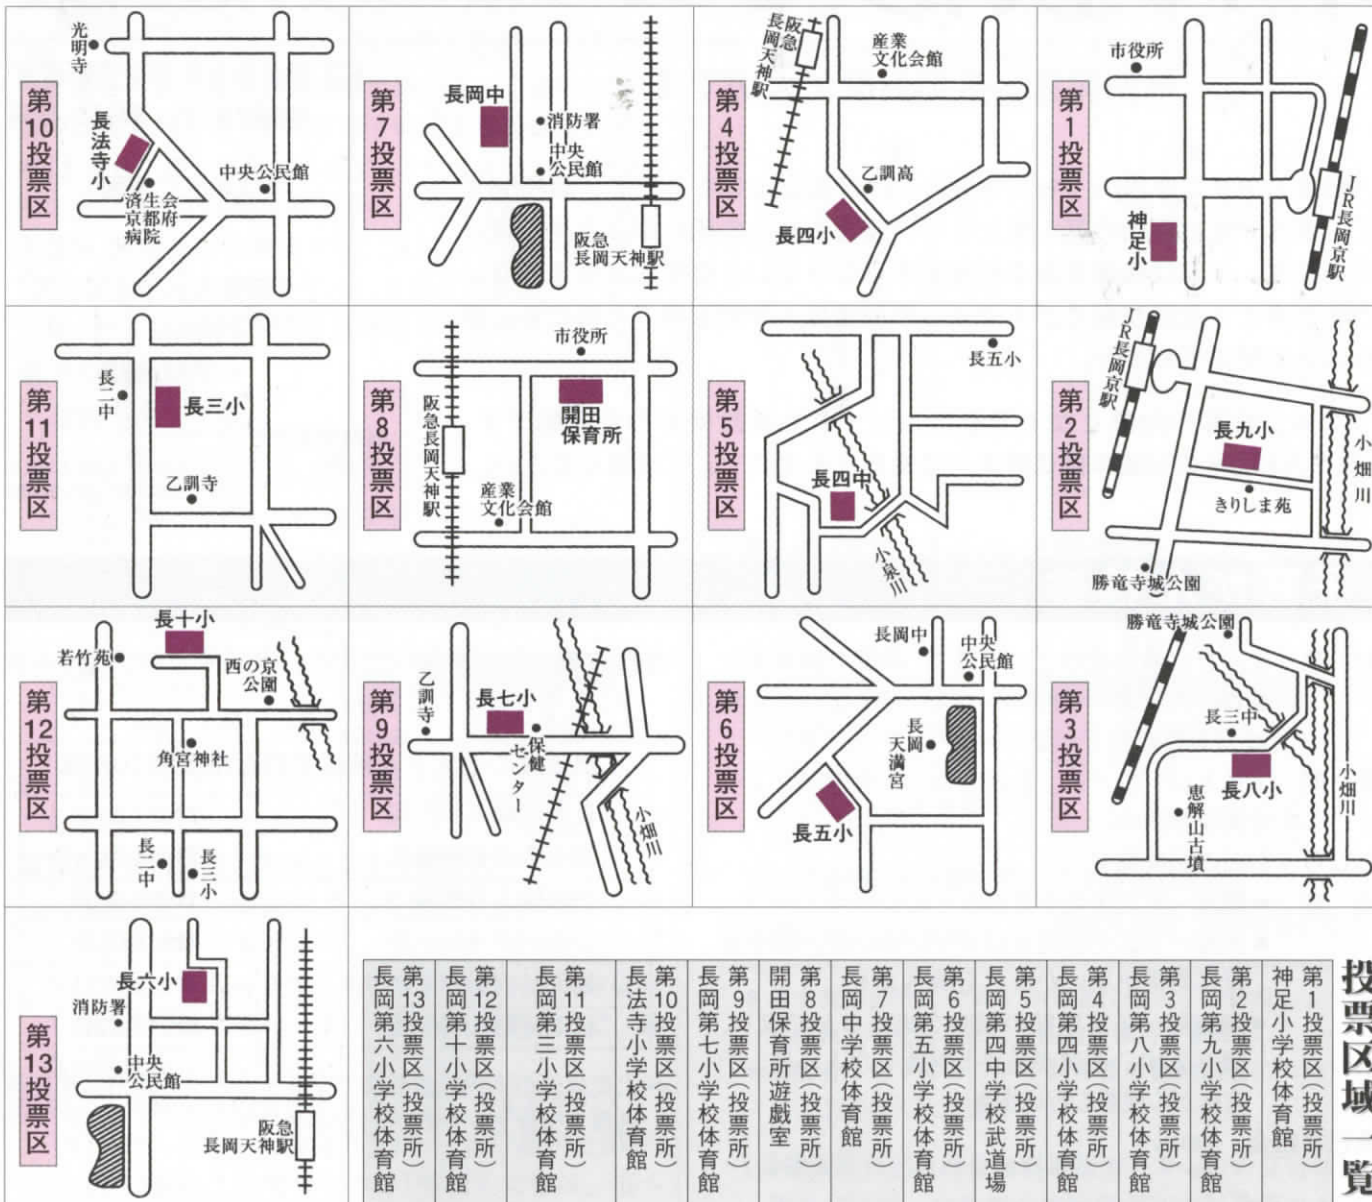 投票区域一覧
第1投票区(投票所)
神足小学校体育館
第2投票区(投票所)
長岡第九小学校体育館
第3投票区(投票所)
長岡第八小学校体育館
第4投票区(投票所)
長岡第四小学校体育館
第5投票区(投票所)
長岡第四中学校武道場
第6投票区(投票所)
長岡第五小学校体育館
第7投票区(投票所)
長岡中学校体育館
第8投票区(投票所)
開田保育所遊戯室
第9投票区(投票所)
長岡第七小学校体育館
第10投票区(投票所)
長法寺小学校体育館
第11投票区(投票所)
長岡第三小学校体育館
第12投票区(投票所)
長岡第十小学校体育館
第13投票区(投票所)
長岡第六小学校体育館
第1投票区
市役所
神足小
JR長岡京駅
第2投票区
JR長岡京駅
長九小
きりしま苑
小畑川
勝竜寺城公園
第3投票区
勝竜寺城公園
長三中
長八小
恵解山古墳
小畑川
第4投票区
阪急
長岡天神駅
産業
文化会館
乙訓高
長四小
第5投票区
長五小
長四中
小泉川
第6投票区
長岡中
中央
公民館
長岡
天満宮
長五小
第7投票区
長岡中
消防署
中央
公民館
阪急
長岡天神駅
第8投票区
市役所
開田
保育所
阪急長岡天神駅
産業
文化会館
第9投票区
乙訓寺
長七小
保健
センター
小畑川
第10投票区
光明寺
長法寺小
済生会
京都府
病院
中央公民館
第11投票区
長二中
長三小
乙訓寺
第12投票区
長十小
若竹苑
西の京
公園
角宮神社
長二中
長三小
第13投票区
長六小
消防署
中央
公民館
阪急
長岡天神駅